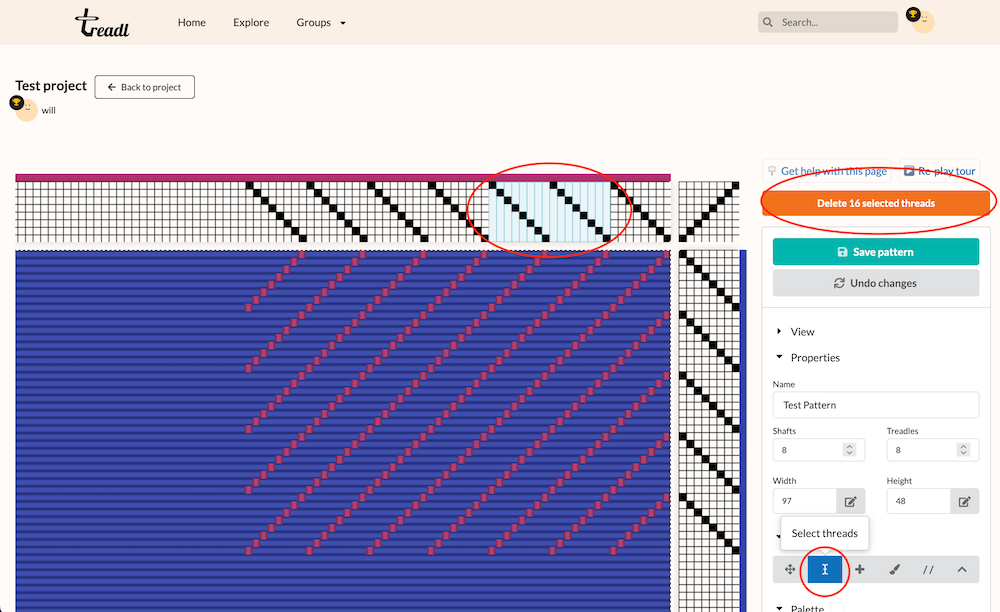 treadl
Home Explore Groups
Search...
Test project
Back to project
will
Get help with this page Re-play tour
Delete 16 selected threads
Save pattern
Undo changes
View
Properties
Name
Test Pattern
Shafts Treadles
8 8
Width Height
97 48
Select threads
//
Palette